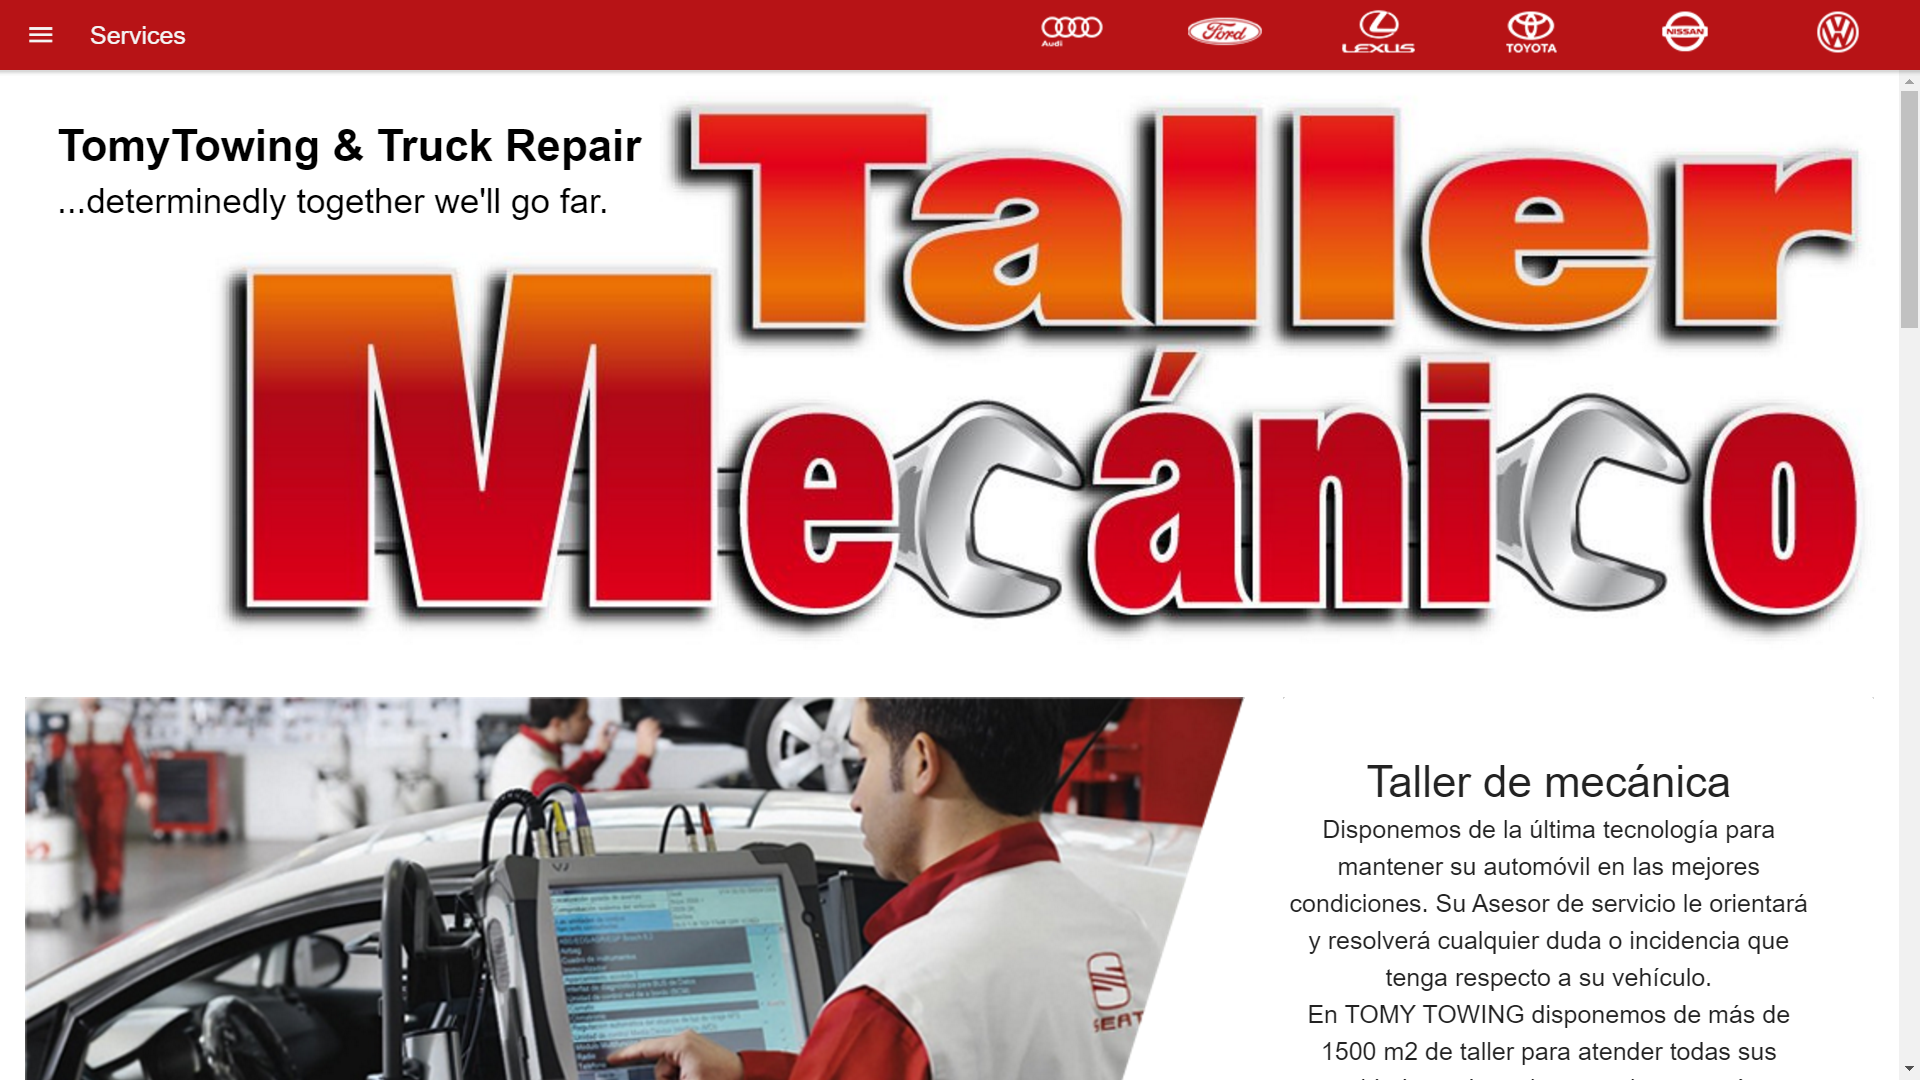 Services
Audi
Ford
LEXUS
TOYOTA
NISSAN
TomyTowing & Truck Repair
...determinedly together we'll go far.
Taller
Mecánico
SEAT
Taller de mecánica
Disponemos de la última tecnología para
mantener su automóvil en las mejores
condiciones. Su Asesor de servicio le orientará
y resolverá cualquier duda o incidencia que
tenga respecto a su vehículo.
En TOMY TOWING disponemos de más de
1500 m2 de taller para atender todas sus